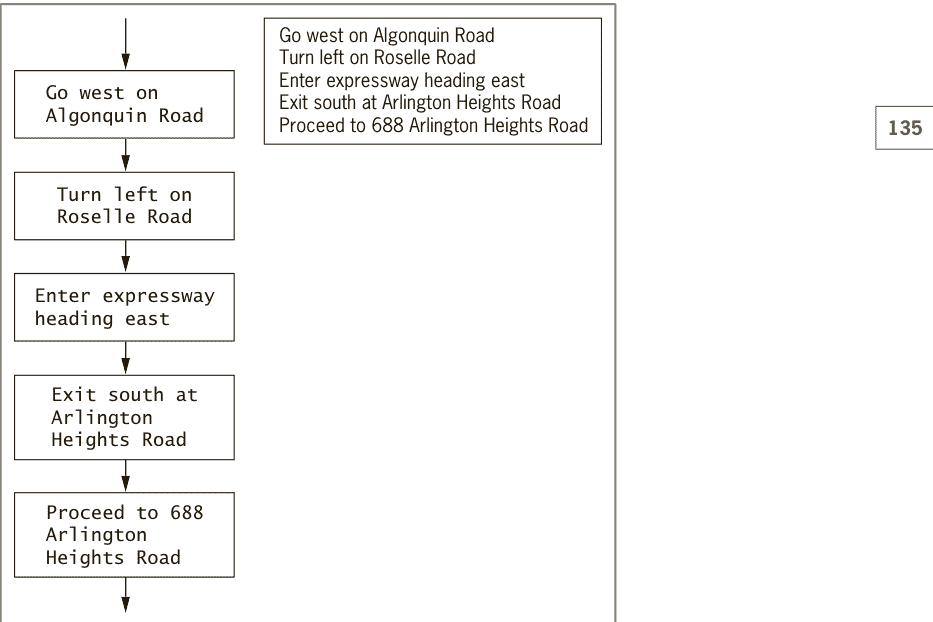 Go west on
Algonquin Road
Turn left on
Roselle Road
Enter expressway
heading east
Exit south at
Arlington
Heights Road
Proceed to 688
Arlington
Heights Road
Go west on Algonquin Road
Turn left on Roselle Road
Enter expressway heading east
Exit south at Arlington Heights Road
Proceed to 688 Arlington Heights Road
135